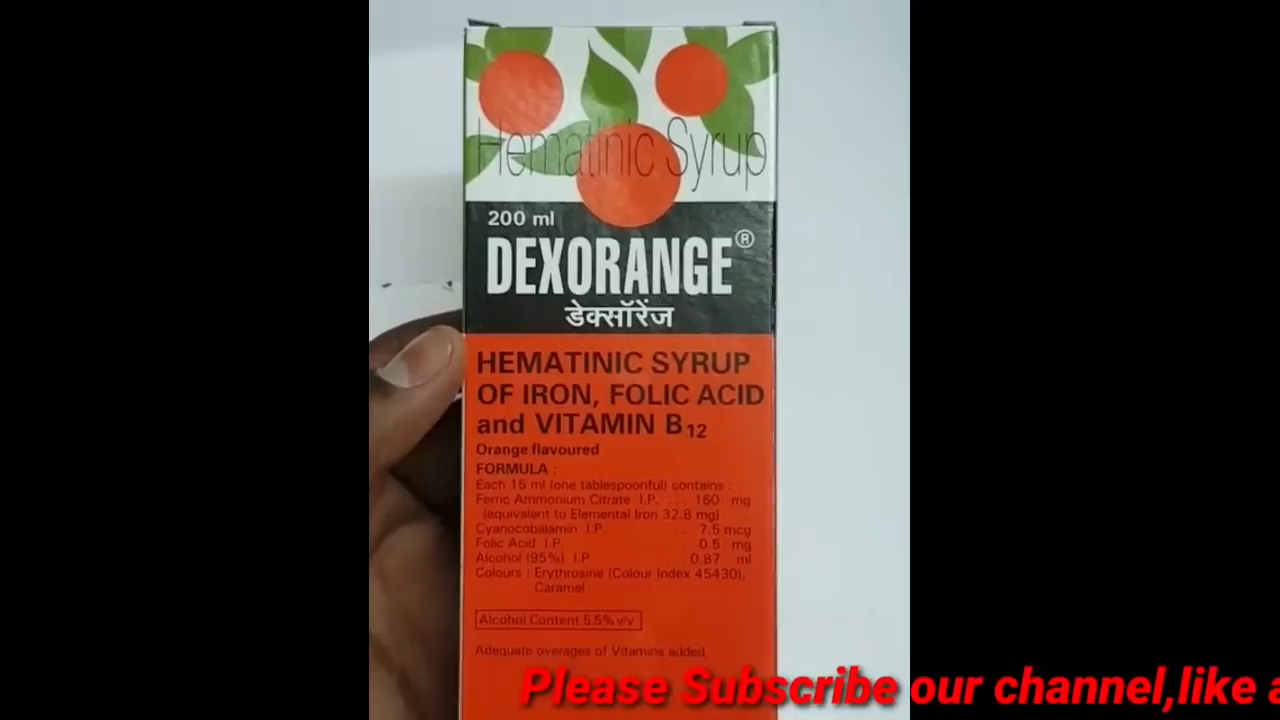 Hematinic Syrup
200 ml
DEXORANGE®
डेक्सॉरेंज
HEMATINIC SYRUP
OF IRON, FOLIC ACID
and VITAMIN B12
Orange flavoured
FORMULA :
Each 15 ml (one tablespoonful) contains :
Ferric Ammonium Citrate I.P. ... 160 mg
(equivalent to Elemental Iron 32.8 mg)
Cyanocobalamin I.P. ... 7.5 mcg
Folic Acid I.P. .. 0.5 mg
Alcohol (95%) I.P .. 0.87 ml
Colours : Erythrosine (Colour Index 45430),
Caramel
Alcohol Content 5.5% v/v
Adequate overages of Vitamins added.
Please Subscribe our channel,like a